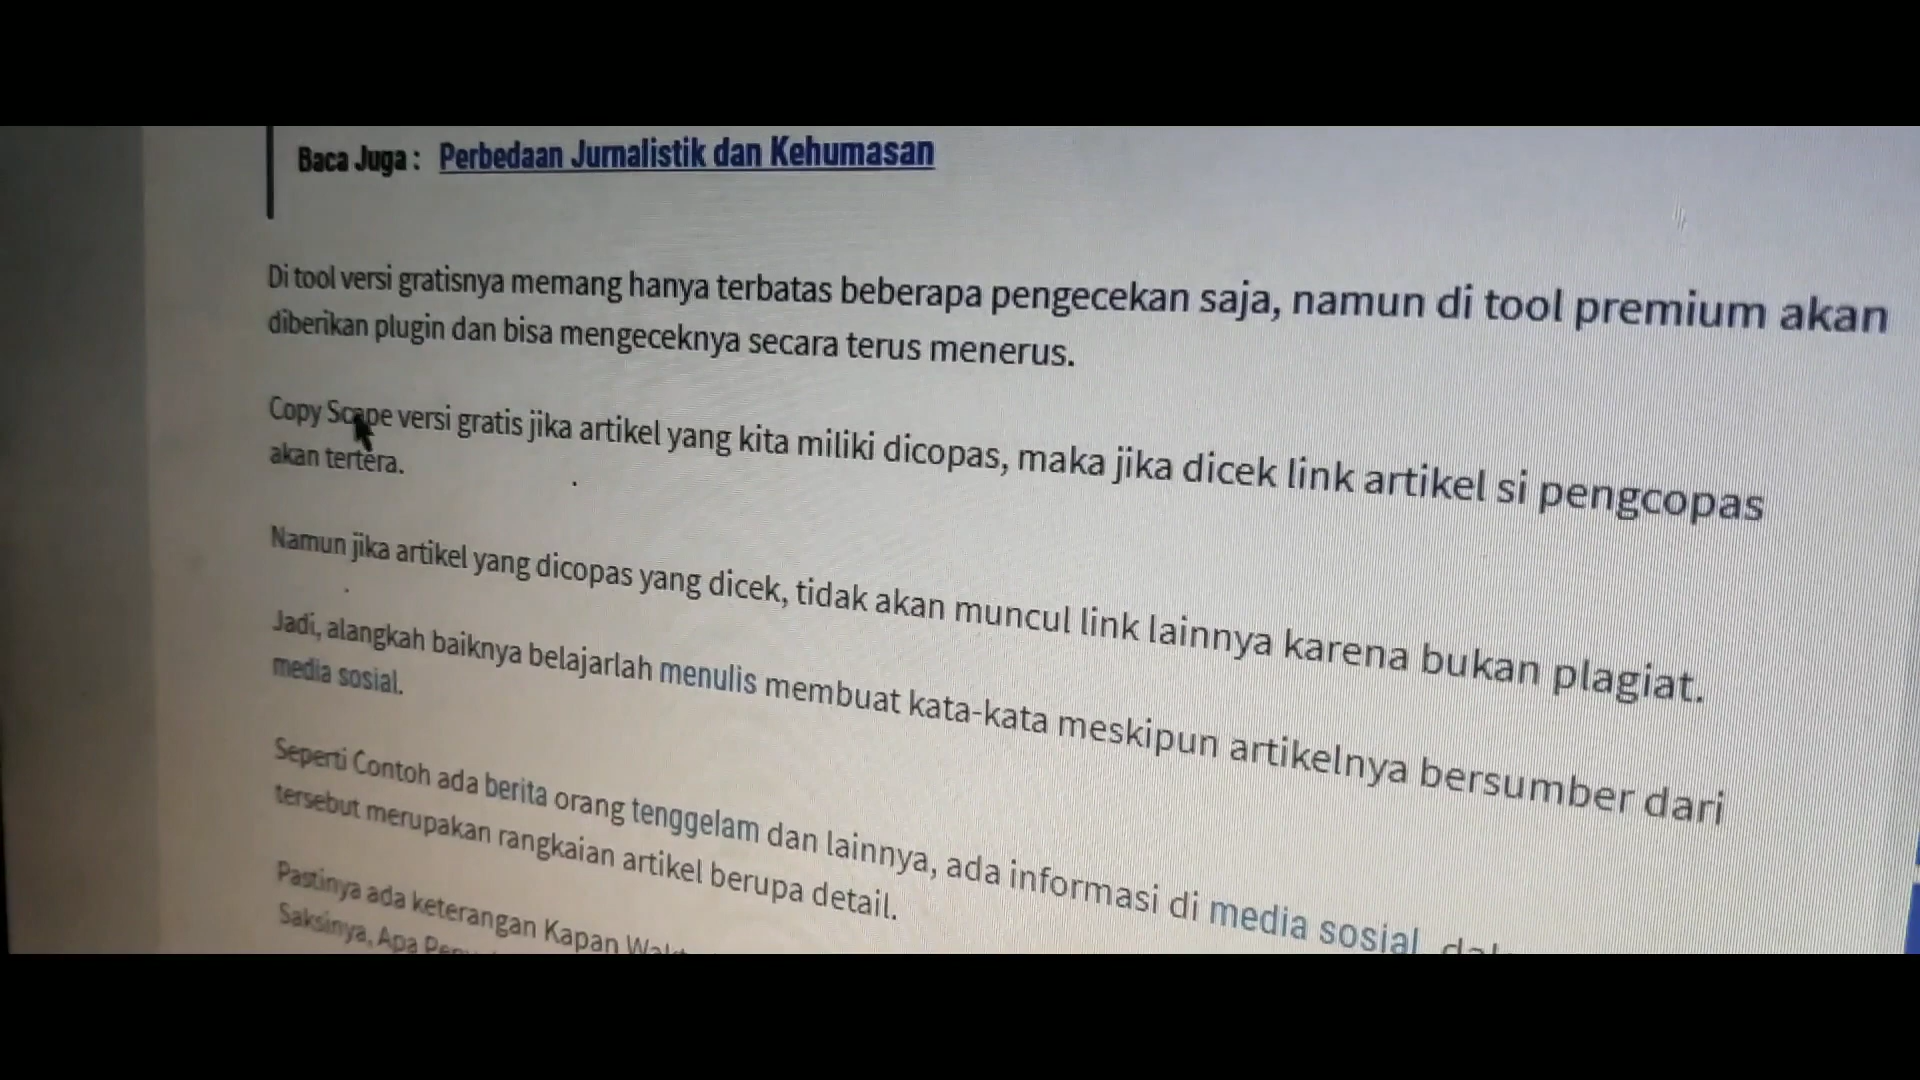 Baca Juga : Perbedaan Jurnalistik dan Kehumasan
Di tool versi gratisnya memang hanya terbatas beberapa pengecekan saja, namun di tool premium akan
diberikan plugin dan bisa mengeceknya secara terus menerus.
Copy Scape versi gratis jika artikel yang kita miliki dicopas, maka jika dicek link artikel si pengcopas
akan tertera.
Namun jika artikel yang dicopas yang dicek, tidak akan muncul link lainnya karena bukan plagiat.
Jadi, alangkah baiknya belajarlah menulis membuat kata-kata meskipun artikelnya bersumber dari
media sosial.
Seperti Contoh ada berita orang tenggelam dan lainnya, ada informasi di media sosial
tersebut merupakan rangkaian artikel berupa detail.
Pastinya ada keterangan Kapan
Saksinya, Apa